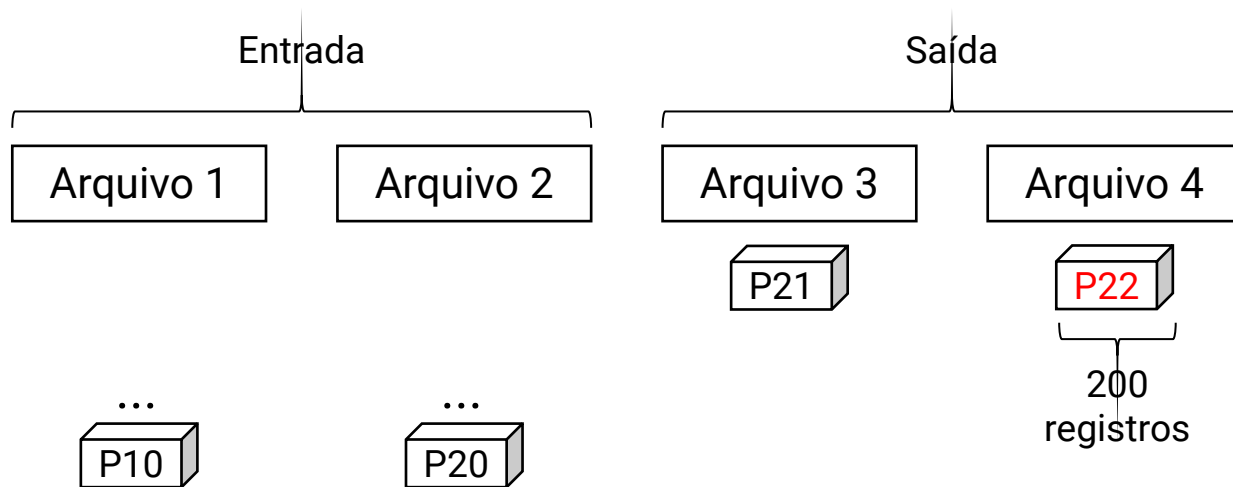 Entrada
Saída
Arquivo 1
Arquivo 2
Arquivo 3
Arquivo 4
P21
P22
200
registros
...
...
P10
P20